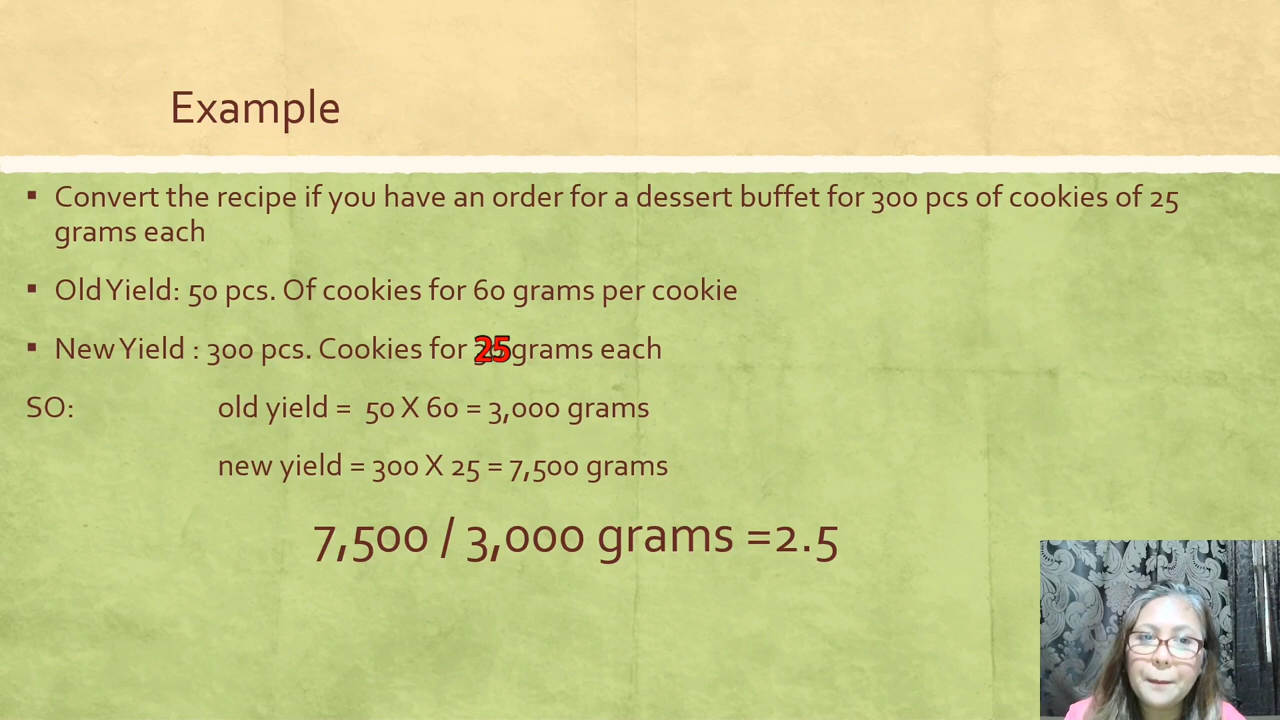 Example
▪ Convert the recipe if you have an order for a dessert buffet for 300 pcs of cookies of 25
grams each
▪ Old Yield: 50 pcs. Of cookies for 60 grams per cookie
▪ New Yield : 300 pcs. Cookies for 25 grams each
SO: old yield = 50 X 60 = 3,000 grams
new yield = 300 X 25 = 7,500 grams
7,500 / 3,000 grams =2.5